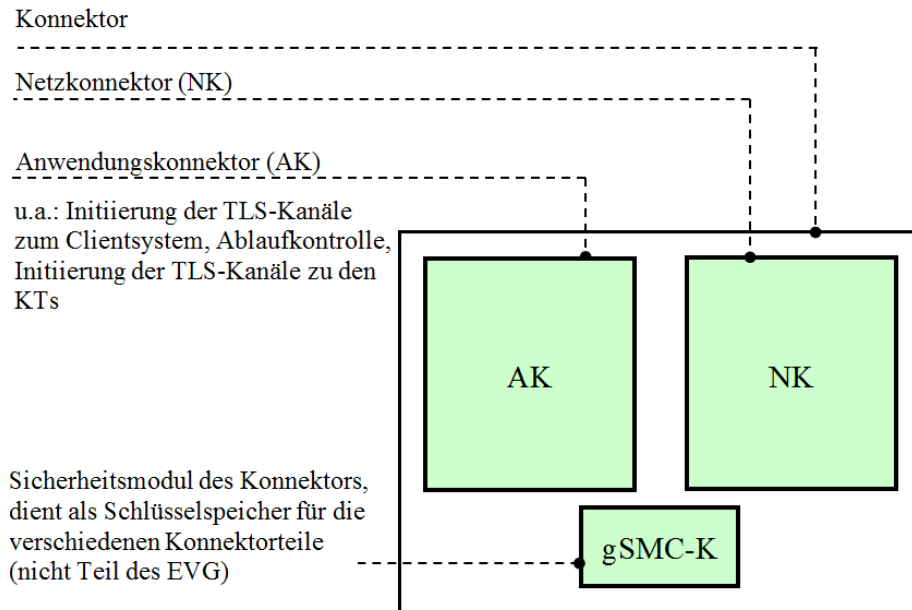 Konnektor
Netzkonnektor (NK)
Anwendungskonnektor (AK)
u.a.: Initiierung der TLS-Kanäle
zum Clientsystem, Ablaufkontrolle,
Initiierung der TLS-Kanäle zu den
KTs
AK
NK
Sicherheitsmodul des Konnektors,
dient als Schlüsselspeicher für die
verschiedenen Konnektorteile
(nicht Teil des EVG)
gSMC-K